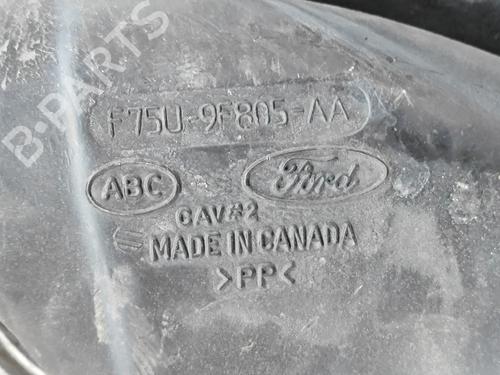 B-PARTS
F75U-9F805-AA
ABC
Ford
CAV#2
MADE IN CANADA
>PP<